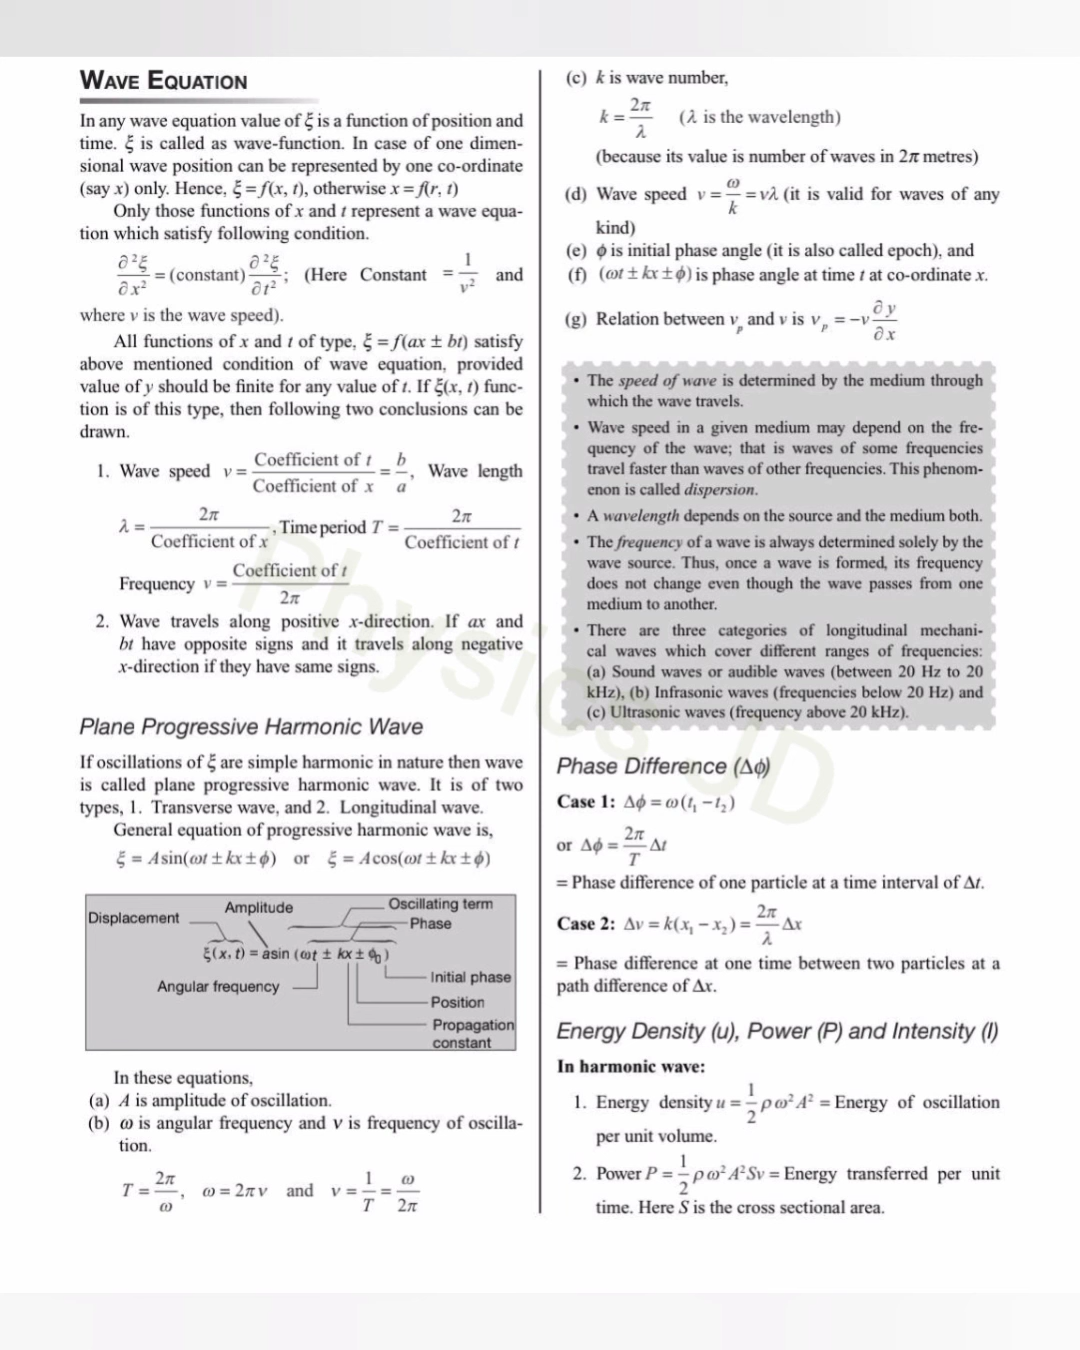 WAVE EQUATION
In any wave equation value of ξ is a function of position and
time. ξ is called as wave-function. In case of one dimen-
sional wave position can be represented by one co-ordinate
(say x) only. Hence, ξ = f(x, t), otherwise x = f(r, t)
Only those functions of x and t represent a wave equa-
tion which satisfy following condition.
∂²ξ/∂x² = (constant) ∂²ξ/∂t²; (Here Constant = 1/v² and
where v is the wave speed).
All functions of x and t of type, ξ = f(ax ± bt) satisfy
above mentioned condition of wave equation, provided
value of y should be finite for any value of t. If ξ(x, t) func-
tion is of this type, then following two conclusions can be
drawn.
1. Wave speed v = Coefficient of t / Coefficient of x = b/a, Wave length
λ = 2π / Coefficient of x, Time period T = 2π / Coefficient of t
Frequency ν = Coefficient of t / 2π
2. Wave travels along positive x-direction. If ax and
bt have opposite signs and it travels along negative
x-direction if they have same signs.
Plane Progressive Harmonic Wave
If oscillations of ξ are simple harmonic in nature then wave
is called plane progressive harmonic wave. It is of two
types, 1. Transverse wave, and 2. Longitudinal wave.
General equation of progressive harmonic wave is,
ξ = A sin(ωt ± kx ± ϕ) or ξ = A cos(ωt ± kx ± ϕ)
Displacement
Amplitude
Oscillating term
Phase
ξ(x, t) = asin (ωt ± kx ± ϕ₀)
Angular frequency
Initial phase
Position
Propagation
constant
In these equations,
(a) A is amplitude of oscillation.
(b) ω is angular frequency and ν is frequency of oscilla-
tion.
T = 2π/ω, ω = 2πν and ν = 1/T = ω/2π
(c) k is wave number,
k = 2π/λ (λ is the wavelength)
(because its value is number of waves in 2π metres)
(d) Wave speed v = ω/k = νλ (it is valid for waves of any
kind)
(e) ϕ is initial phase angle (it is also called epoch), and
(f) (ωt ± kx ± ϕ) is phase angle at time t at co-ordinate x.
(g) Relation between vₚ and v is vₚ = −v ∂y/∂x
• The speed of wave is determined by the medium through
which the wave travels.
• Wave speed in a given medium may depend on the fre-
quency of the wave; that is waves of some frequencies
travel faster than waves of other frequencies. This phenom-
enon is called dispersion.
• A wavelength depends on the source and the medium both.
• The frequency of a wave is always determined solely by the
wave source. Thus, once a wave is formed, its frequency
does not change even though the wave passes from one
medium to another.
• There are three categories of longitudinal mechani-
cal waves which cover different ranges of frequencies:
(a) Sound waves or audible waves (between 20 Hz to 20
kHz), (b) Infrasonic waves (frequencies below 20 Hz) and
(c) Ultrasonic waves (frequency above 20 kHz).
Phase Difference (Δϕ)
Case 1: Δϕ = ω(t₁ − t₂)
or Δϕ = 2π/T Δt
= Phase difference of one particle at a time interval of Δt.
Case 2: Δv = k(x₁ − x₂) = 2π/λ Δx
= Phase difference at one time between two particles at a
path difference of Δx.
Energy Density (u), Power (P) and Intensity (I)
In harmonic wave:
1. Energy density u = 1/2 ρω²A² = Energy of oscillation
per unit volume.
2. Power P = 1/2 ρω²A²Sv = Energy transferred per unit
time. Here S is the cross sectional area.
Physics JD